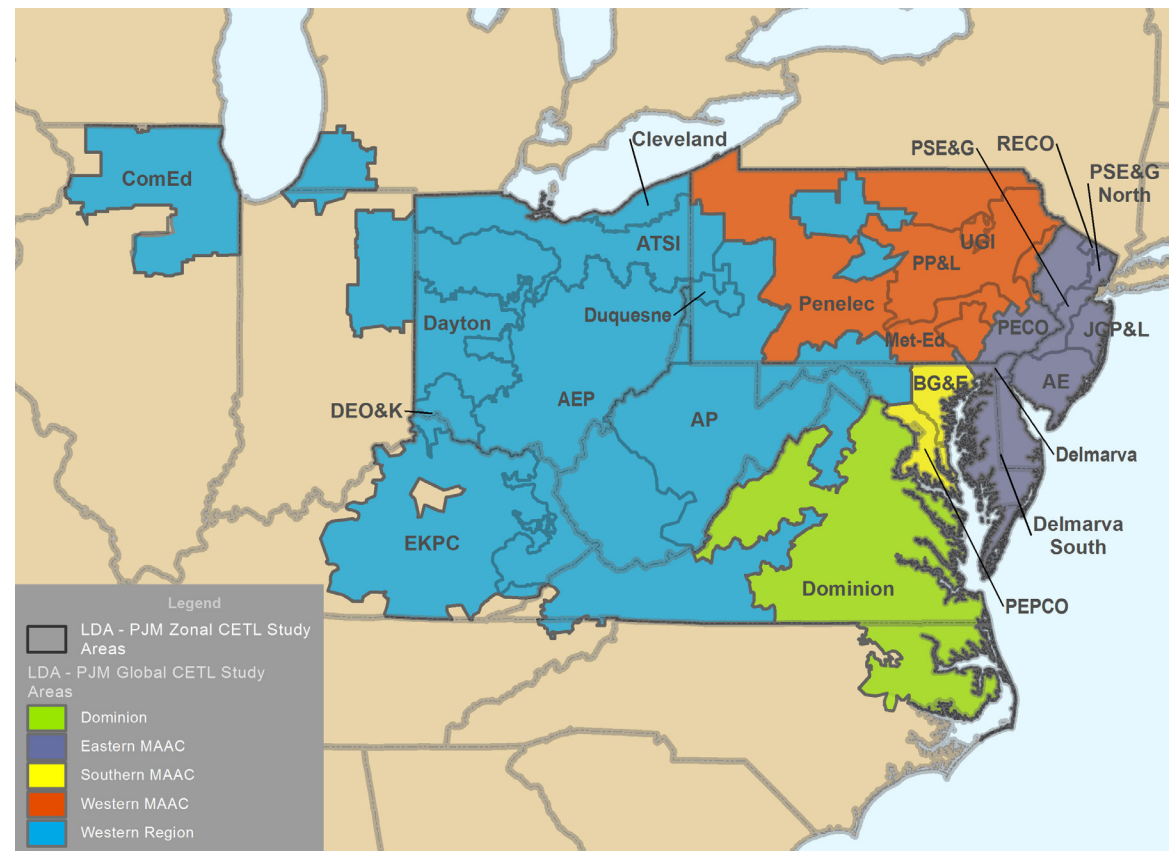 Cleveland
PSE&G
RECO
PSE&G
North
ComEd
ATSI
UGI
PP&L
Penelec
Duquesne
Dayton
PECO
JCP&L
Met-Ed
AE
BG&E
DEO&K
AEP
AP
Delmarva
Delmarva
South
EKPC
Dominion
PEPCO
Legend
LDA - PJM Zonal CETL Study
Areas
LDA - PJM Global CETL Study
Areas
Dominion
Eastern MAAC
Southern MAAC
Western MAAC
Western Region